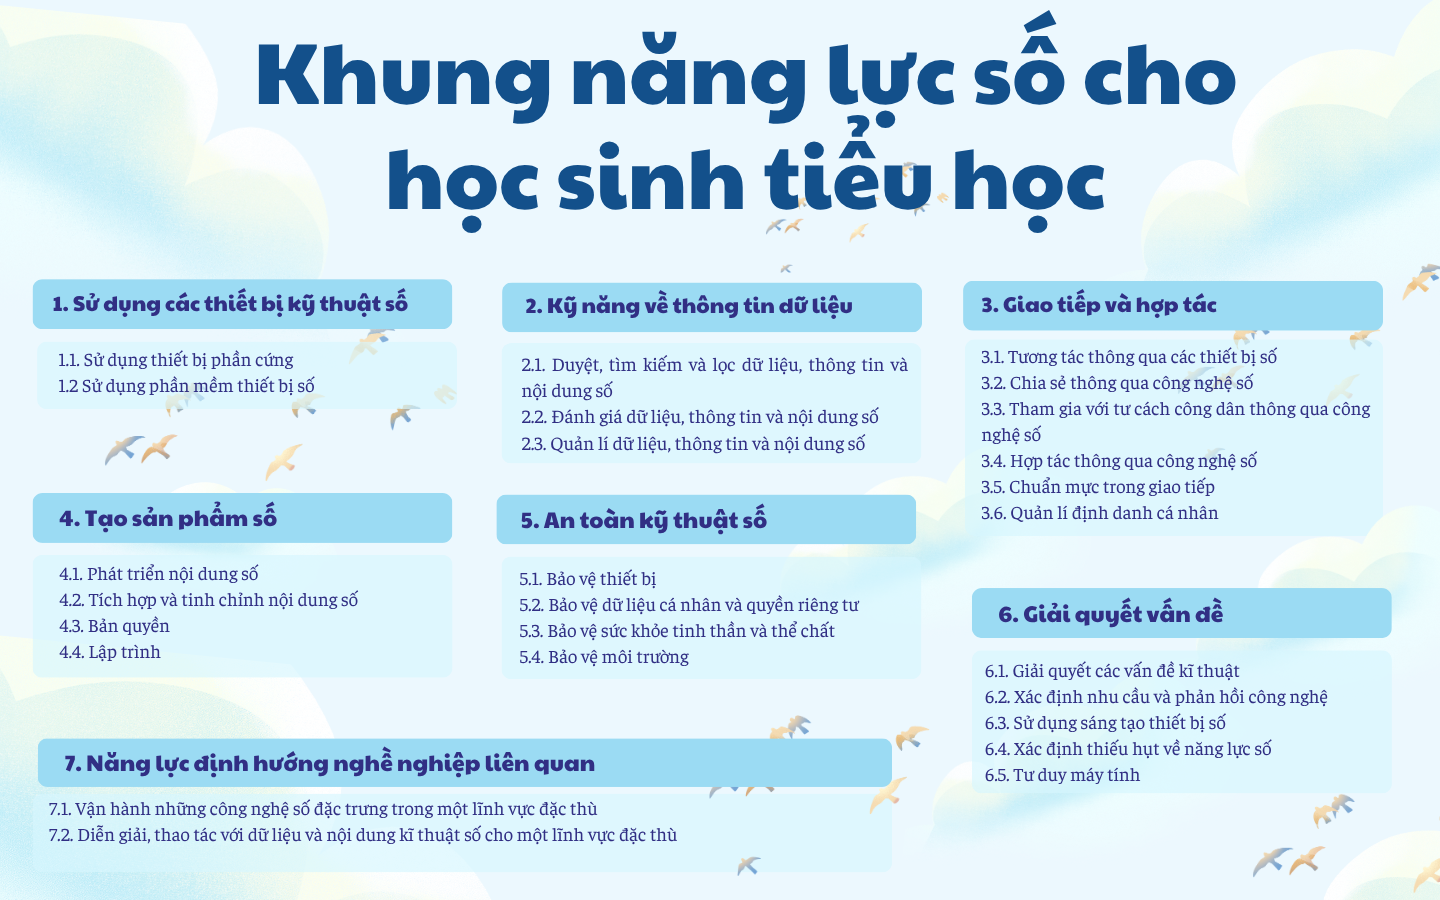 Khung năng lực số cho
học sinh tiểu học
1. Sử dụng các thiết bị kỹ thuật số
1.1. Sử dụng thiết bị phần cứng
1.2 Sử dụng phần mềm thiết bị số
2. Kỹ năng về thông tin dữ liệu
2.1. Duyệt, tìm kiếm và lọc dữ liệu, thông tin và
nội dung số
2.2. Đánh giá dữ liệu, thông tin và nội dung số
2.3. Quản lí dữ liệu, thông tin và nội dung số
3. Giao tiếp và hợp tác
3.1. Tương tác thông qua các thiết bị số
3.2. Chia sẻ thông qua công nghệ số
3.3. Tham gia với tư cách công dân thông qua công
nghệ số
3.4. Hợp tác thông qua công nghệ số
3.5. Chuẩn mực trong giao tiếp
3.6. Quản lí định danh cá nhân
4. Tạo sản phẩm số
4.1. Phát triển nội dung số
4.2. Tích hợp và tinh chỉnh nội dung số
4.3. Bản quyền
4.4. Lập trình
5. An toàn kỹ thuật số
5.1. Bảo vệ thiết bị
5.2. Bảo vệ dữ liệu cá nhân và quyền riêng tư
5.3. Bảo vệ sức khỏe tinh thần và thể chất
5.4. Bảo vệ môi trường
6. Giải quyết vấn đề
6.1. Giải quyết các vấn đề kĩ thuật
6.2. Xác định nhu cầu và phản hồi công nghệ
6.3. Sử dụng sáng tạo thiết bị số
6.4. Xác định thiếu hụt về năng lực số
6.5. Tư duy máy tính
7. Năng lực định hướng nghề nghiệp liên quan
7.1. Vận hành những công nghệ số đặc trưng trong một lĩnh vực đặc thù
7.2. Diễn giải, thao tác với dữ liệu và nội dung kĩ thuật số cho một lĩnh vực đặc thù